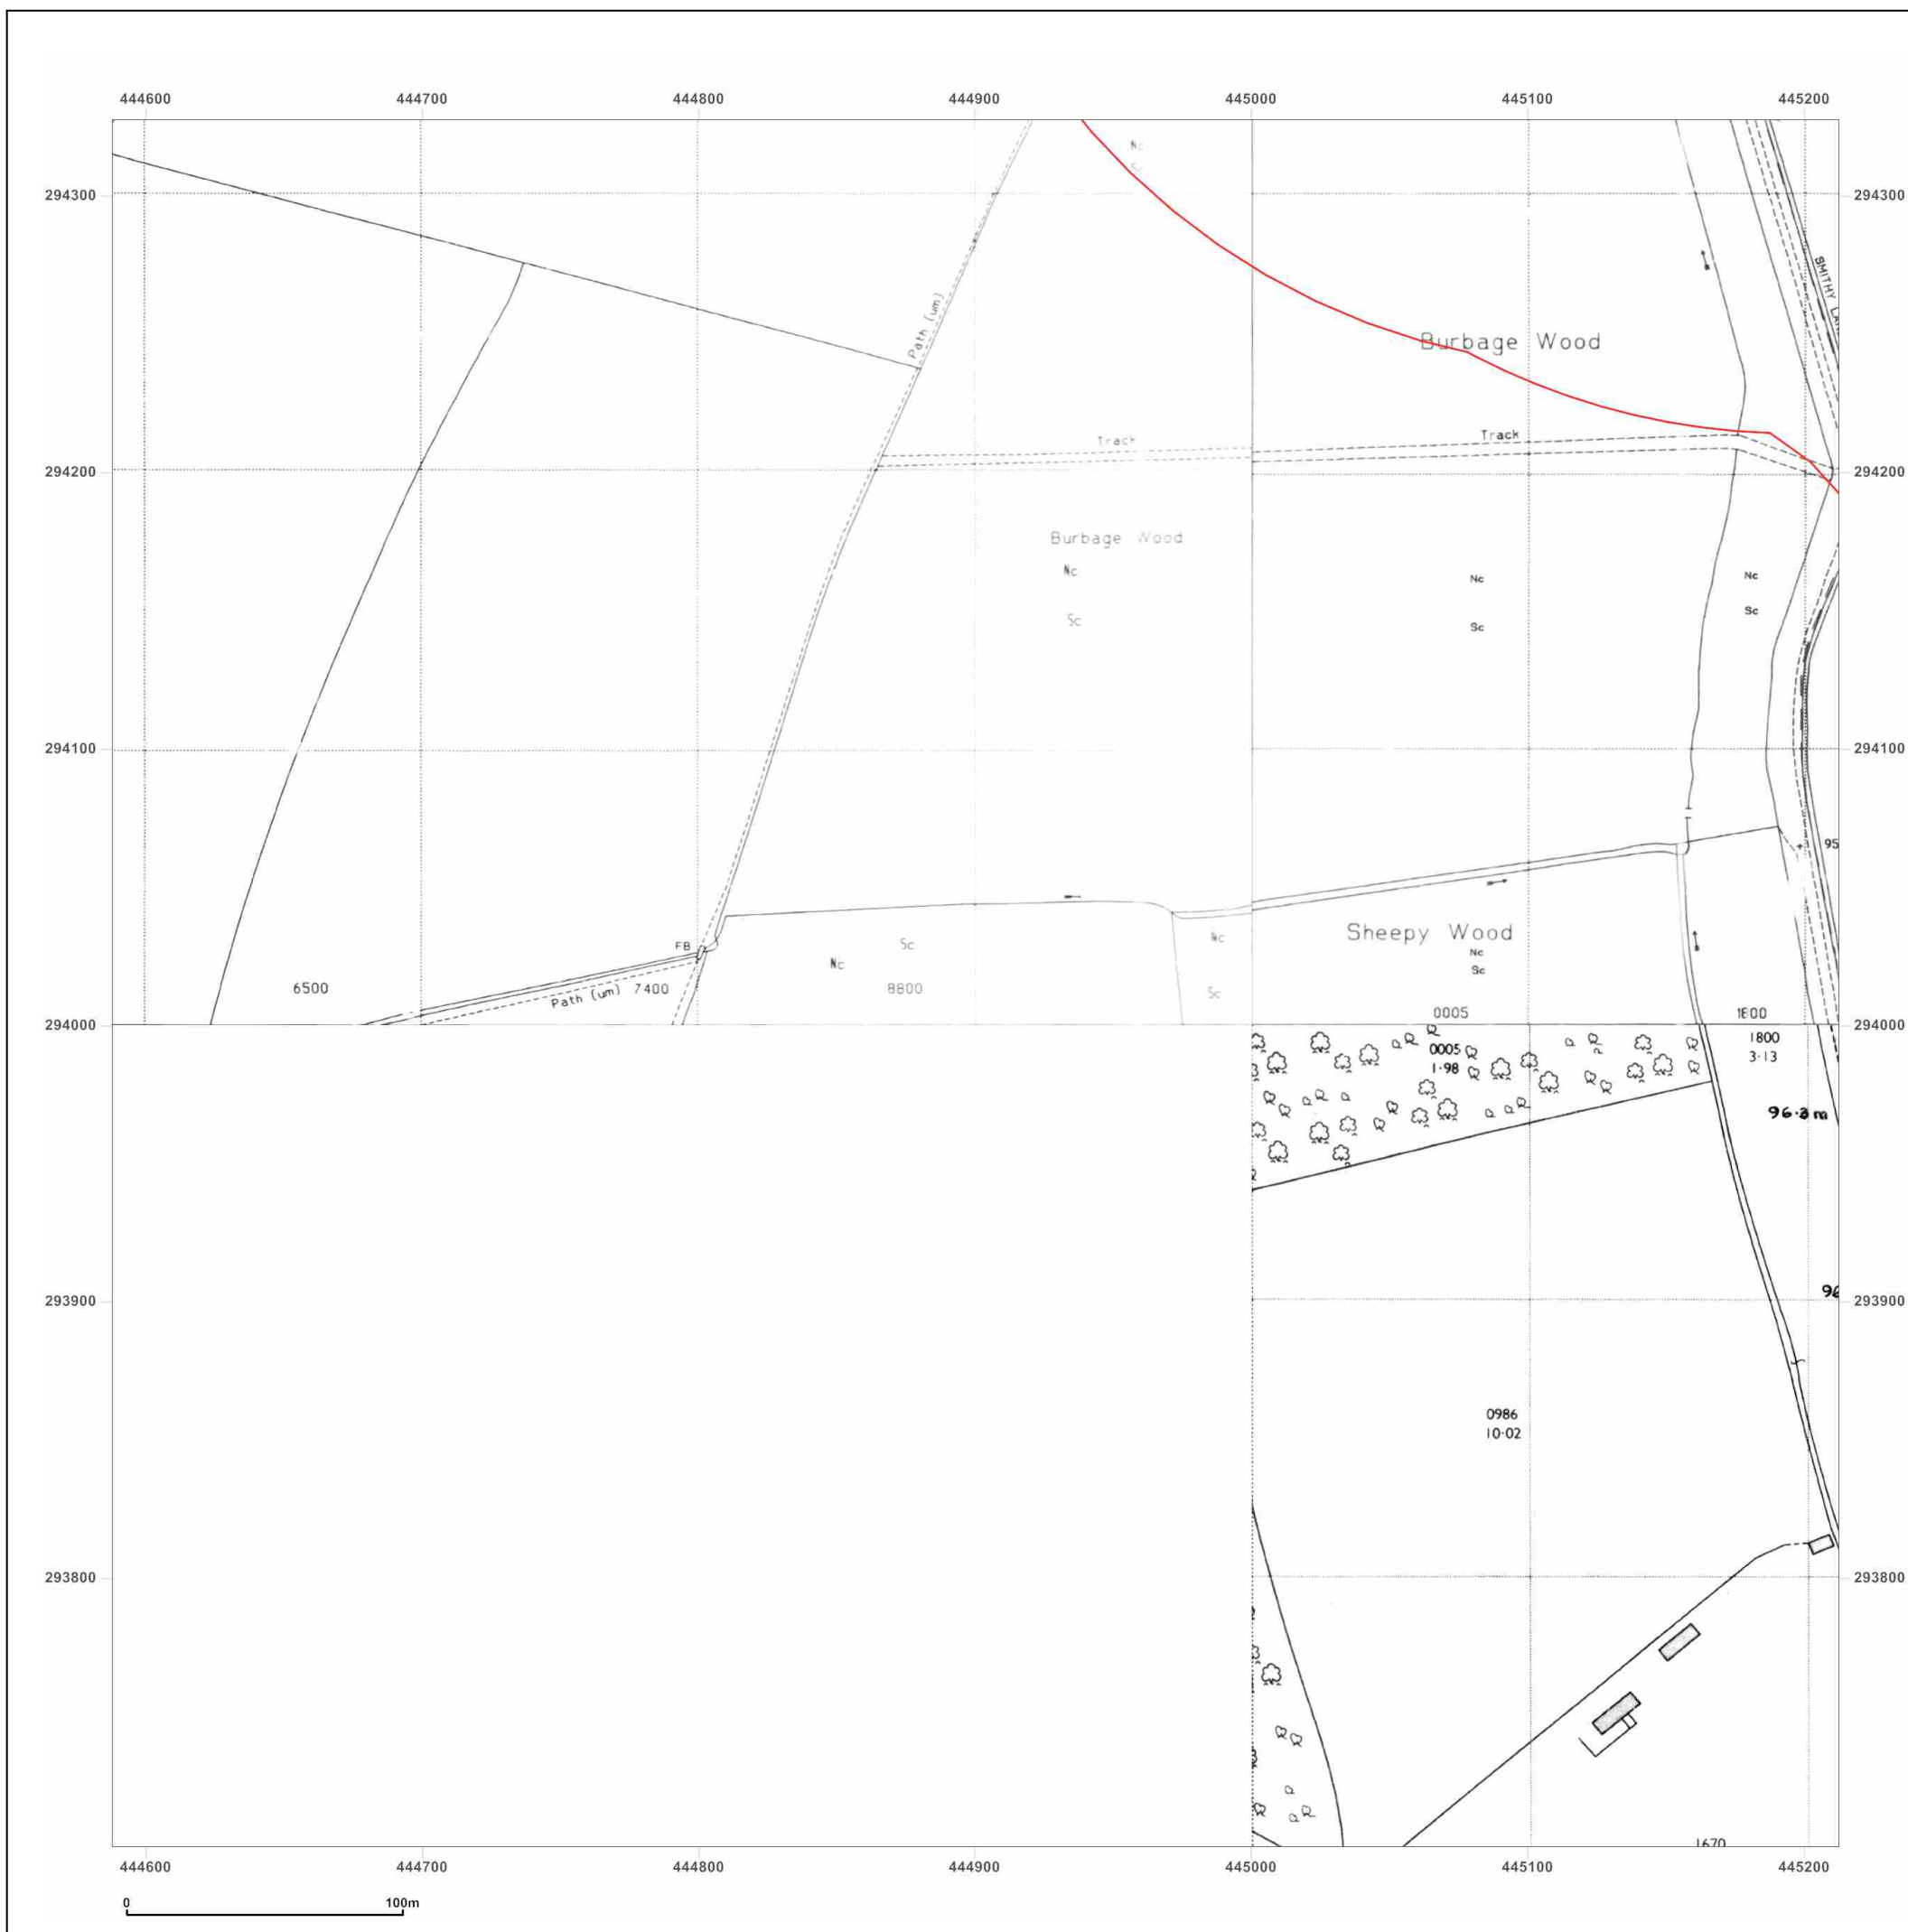 444600 444700 444800 444900 445000 445100 445200
Nc
Sc
294300 294300
SMITHY
Path (um)
Burbage Wood
Track Track
294200 294200
Burbage Wood
Nc Nc Nc
Sc Sc Sc
294100 294100
95
FB Sc Nc Sheepy Wood
Nc Nc
Sc
6500 Path (um) 7400 8800 Sc
0005 1800
294000 294000
0005 1800
1·98 3·13
96·3m
293900 96 293900
0986
10·02
293800 293800
1670
444600 444700 444800 444900 445000 445100 445200
0 100m